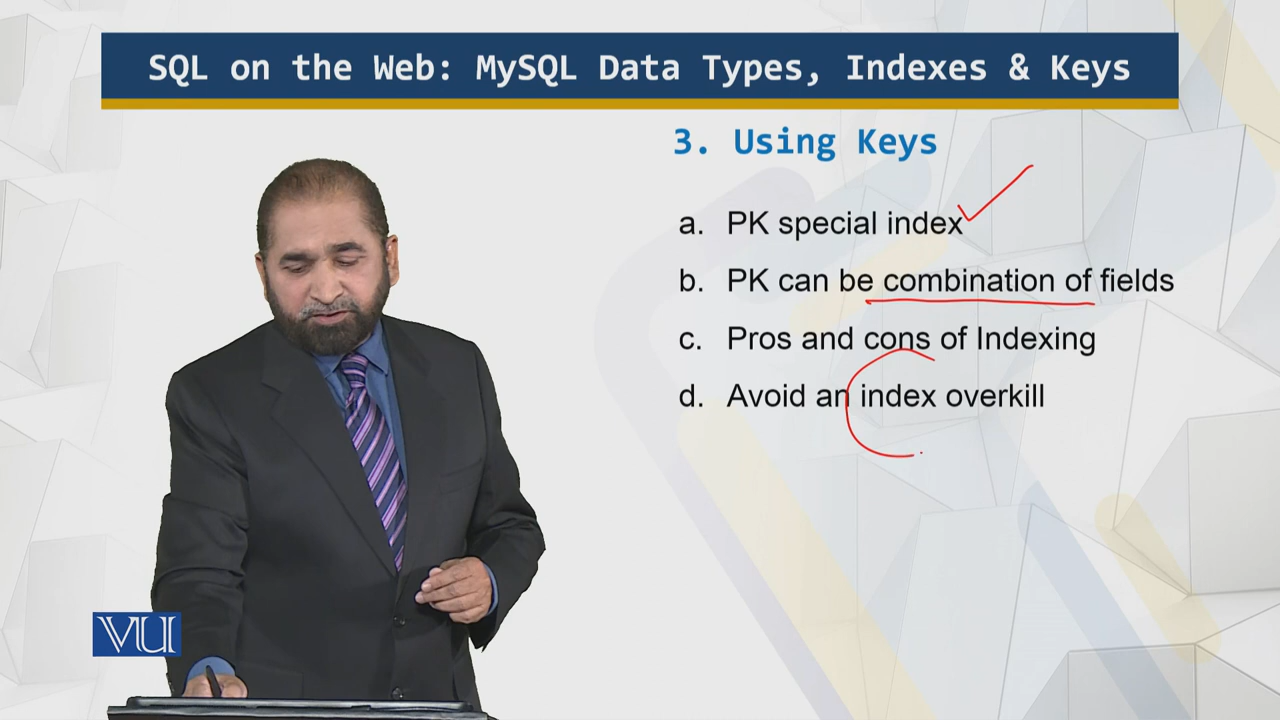 SQL on the Web: MySQL Data Types, Indexes & Keys
3. Using Keys
a. PK special index
b. PK can be combination of fields
c. Pros and cons of Indexing
d. Avoid an index overkill
VU